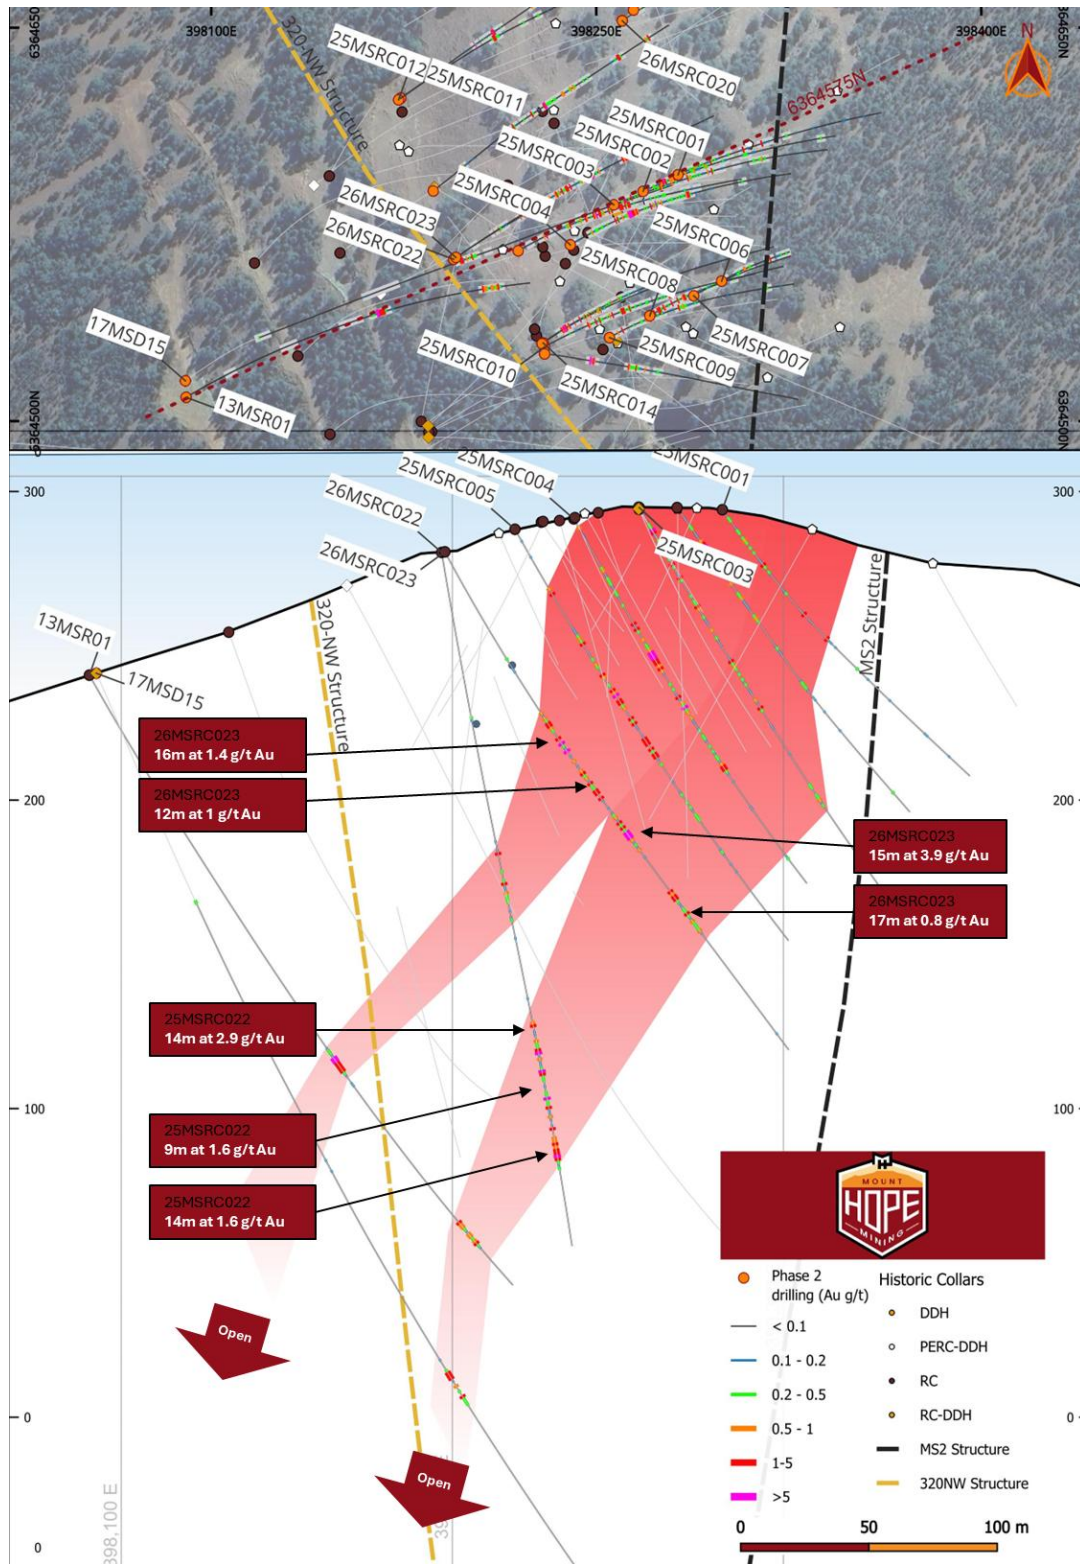 398100E
398250E
398400E
6364650N
6364650N
N
320-NW Structure
25MSRC012
25MSRC011
26MSRC020
6364575N
25MSRC001
25MSRC002
25MSRC003
25MSRC004
26MSRC023
26MSRC022
25MSRC006
25MSRC008
17MSD15
13MSR01
25MSRC010
25MSRC007
25MSRC009
25MSRC014
6364500N
6364500N
300
300
25MSRC004
25MSRC001
25MSRC005
26MSRC022
26MSRC023
25MSRC003
13MSR01
17MSD15
320-NW Structure
MS2 Structure
26MSRC023
16m at 1.4 g/t Au
26MSRC023
12m at 1 g/t Au
200
200
26MSRC023
15m at 3.9 g/t Au
26MSRC023
17m at 0.8 g/t Au
25MSRC022
14m at 2.9 g/t Au
100
100
25MSRC022
9m at 1.6 g/t Au
25MSRC022
14m at 1.6 g/t Au
MH
MOUNT
HOPE
MINING
Phase 2
drilling (Au g/t)
< 0.1
0.1 - 0.2
0.2 - 0.5
0.5 - 1
1-5
>5
Historic Collars
DDH
PERC-DDH
RC
RC-DDH
MS2 Structure
320NW Structure
Open
Open
0
0
0
398,100 E
0
50
100 m